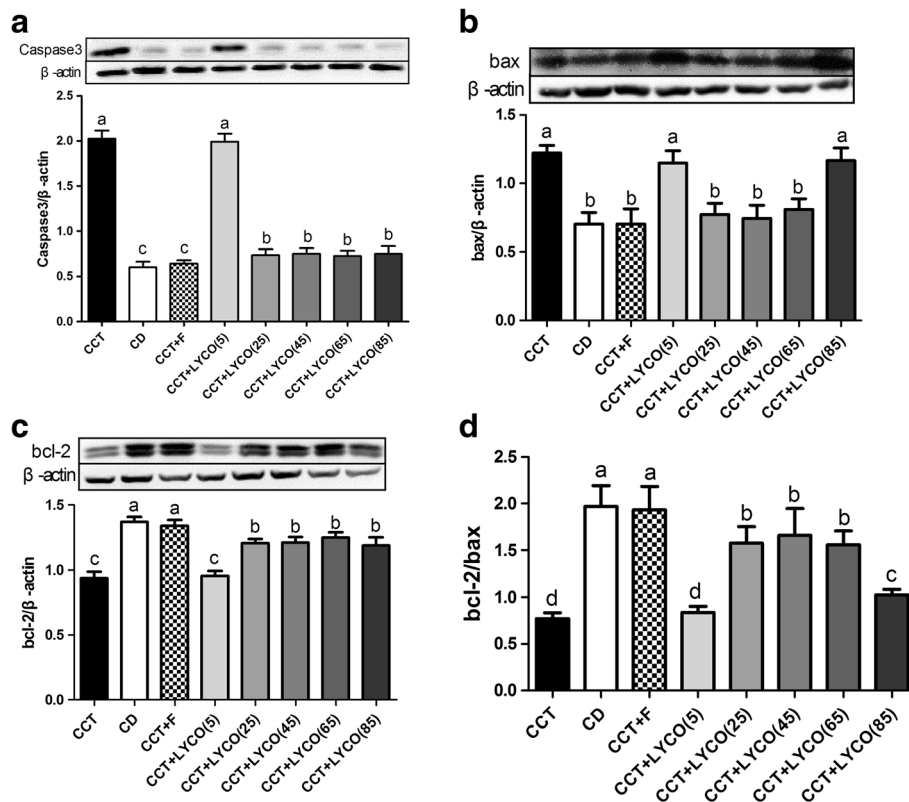 a
Caspase3
β -actin
Caspase3/β-actin
2.5
2.0
1.5
1.0
0.5
0.0
a
c
c
a
b
b
b
b
CCT
CD
CCT+F
CCT+LYCO(5)
CCT+LYCO(25)
CCT+LYCO(45)
CCT+LYCO(65)
CCT+LYCO(85)
b
bax
β -actin
bax/β-actin
1.5
1.0
0.5
0.0
a
b
b
a
b
b
b
a
CCT
CD
CCT+F
CCT+LYCO(5)
CCT+LYCO(25)
CCT+LYCO(45)
CCT+LYCO(65)
CCT+LYCO(85)
c
bcl-2
β -actin
bcl-2/β-actin
1.5
1.0
0.5
0.0
c
a
a
c
b
b
b
b
CCT
CD
CCT+F
CCT+LYCO(5)
CCT+LYCO(25)
CCT+LYCO(45)
CCT+LYCO(65)
CCT+LYCO(85)
d
bcl-2/bax
2.5
2.0
1.5
1.0
0.5
0.0
d
a
a
d
b
b
b
c
CCT
CD
CCT+F
CCT+LYCO(5)
CCT+LYCO(25)
CCT+LYCO(45)
CCT+LYCO(65)
CCT+LYCO(85)